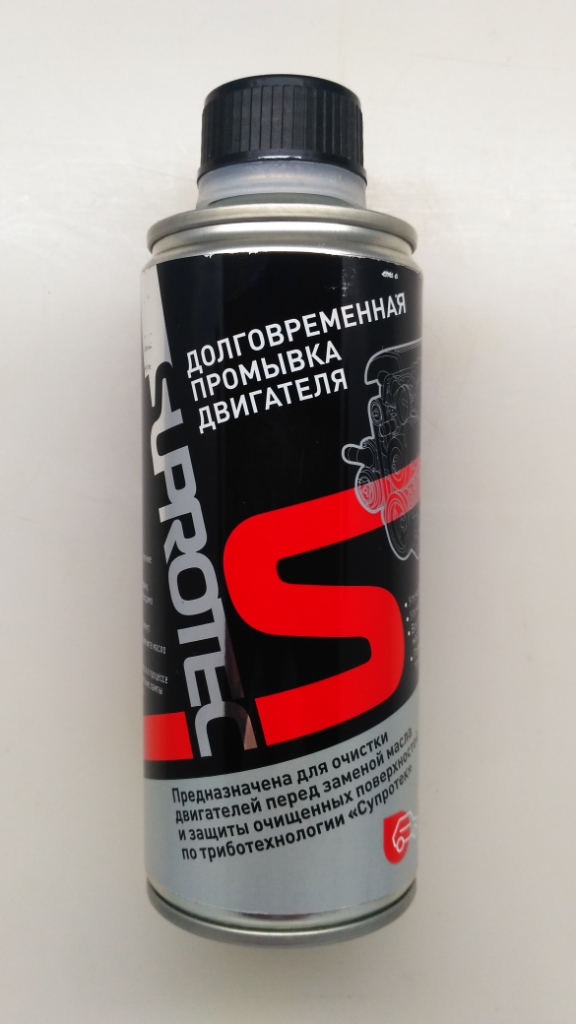 ДОЛГОВРЕМЕННАЯ
ПРОМЫВКА
ДВИГАТЕЛЯ
SUPROTEC
Предназначена для очистки
двигателей перед заменой масла
и защиты очищенных поверхностей
по триботехнологии «Супротек»